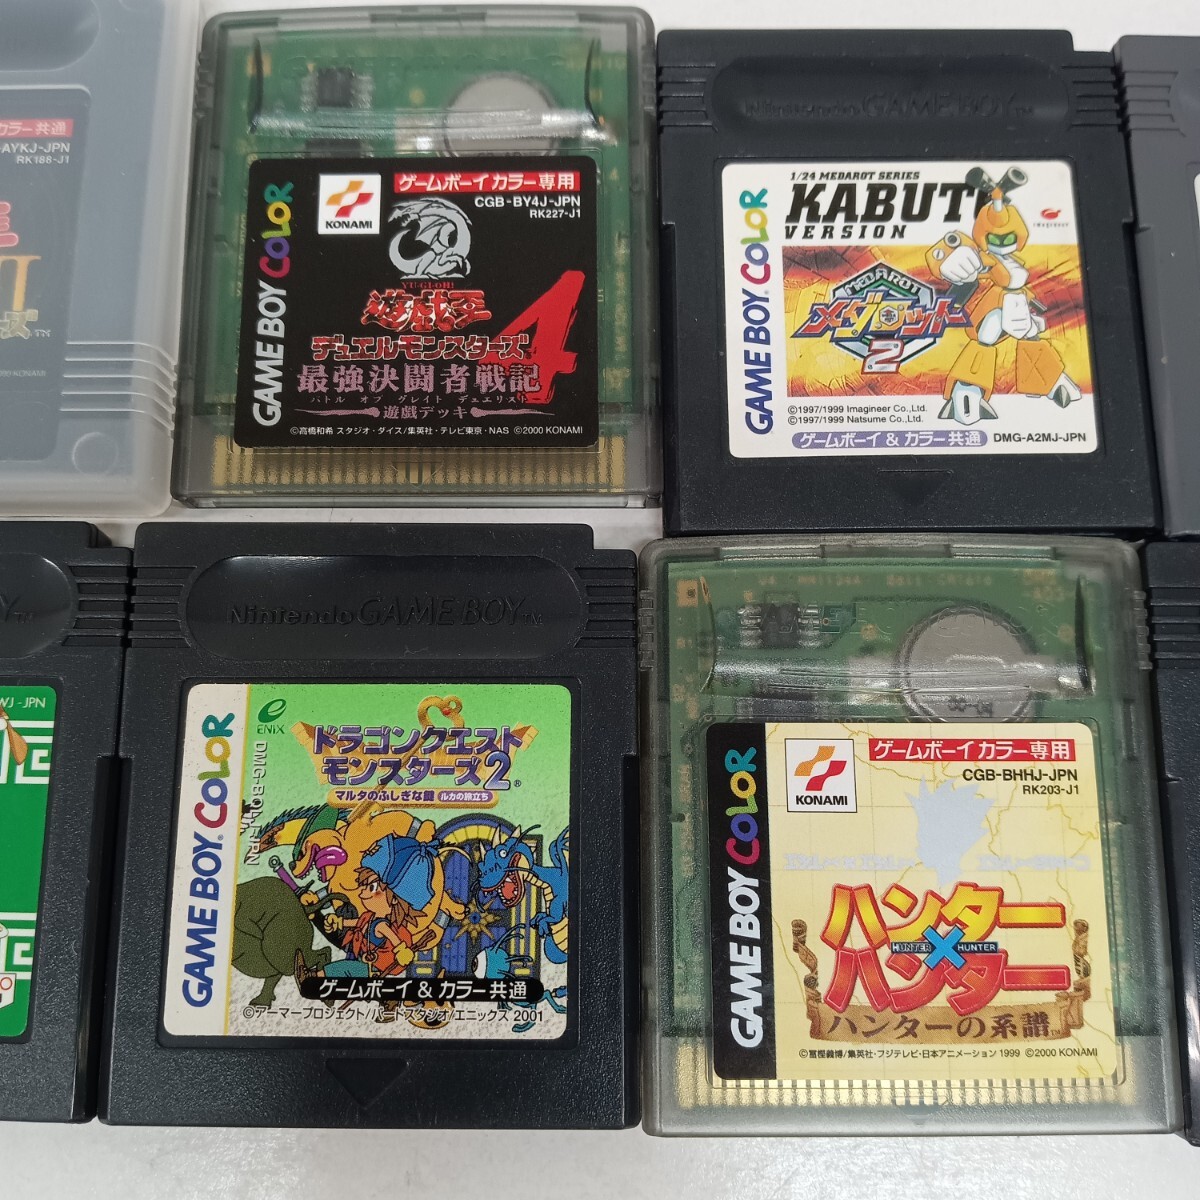 カラー共通
-AYKJ-JPN
RK188-J1
GAME BOY COLOR
KONAMI
ゲームボーイカラー専用
CGB-BY4J-JPN
RK227-J1
YU-GI-OH!
遊戯王
デュエルモンスターズ4
最強決闘者戦記
バトル オブ グレイト デュエリスト
遊戯デッキ
©高橋和希 スタジオ・ダイス/集英社・テレビ東京・NAS ©2000 KONAMI
Nintendo GAME BOY TM
GAME BOY COLOR
1/24 MEDAROT SERIES
KABUT
VERSION
imagineer
MEDAROT
メダロット
2
©1997/1999 Imagineer Co.,Ltd.
©1997/1999 Natsume Co.,Ltd.
ゲームボーイ&カラー共通
DMG-A2MJ-JPN
WJ-JPN
Nintendo GAME BOY TM
GAME BOY COLOR
ENIX
ドラゴンクエスト
モンスターズ2
マルタのふしぎな鍵 ルカの旅立ち
ゲームボーイ&カラー共通
©アーマープロジェクト/バードスタジオ/エニックス 2001
GAME BOY COLOR
KONAMI
ゲームボーイカラー専用
CGB-BHHJ-JPN
RK203-J1
ハンター
HUNTER×HUNTER
ハンター
ハンターの系譜
©冨樫義博/集英社・フジテレビ・日本アニメーション 1999 ©2000 KONAMI